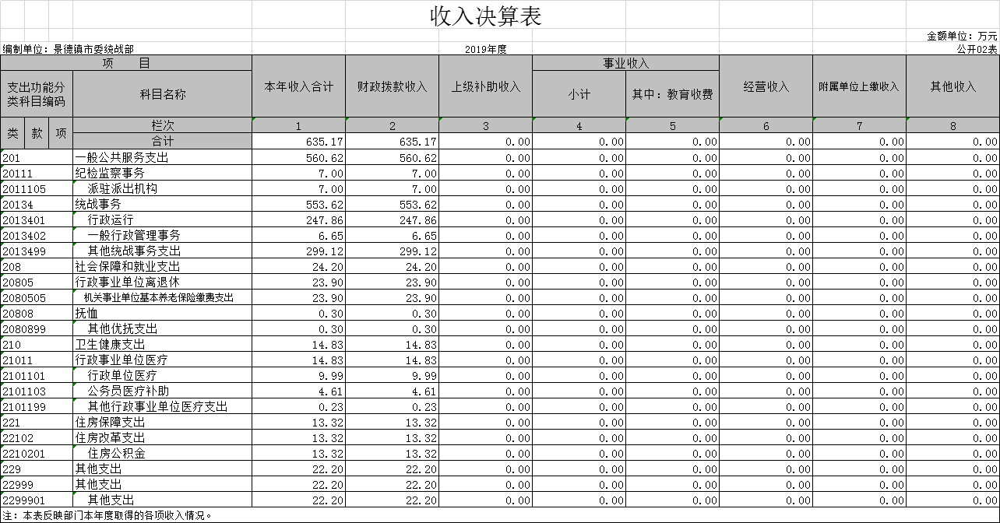 收入决算表
金额单位：万元
编制单位：景德镇市委统战部 2019年度 公开02表
项 目 本年收入合计 财政拨款收入 上级补助收入 事业收入 经营收入 附属单位上缴收入 其他收入
支出功能分类科目编码 科目名称 小计 其中：教育收费
类 款 项 栏次 1 2 3 4 5 6 7 8
合计 635.17 635.17 0.00 0.00 0.00 0.00 0.00 0.00
201 一般公共服务支出 560.62 560.62 0.00 0.00 0.00 0.00 0.00 0.00
20111 纪检监察事务 7.00 7.00 0.00 0.00 0.00 0.00 0.00 0.00
2011105 派驻派出机构 7.00 7.00 0.00 0.00 0.00 0.00 0.00 0.00
20134 统战事务 553.62 553.62 0.00 0.00 0.00 0.00 0.00 0.00
2013401 行政运行 247.86 247.86 0.00 0.00 0.00 0.00 0.00 0.00
2013402 一般行政管理事务 6.65 6.65 0.00 0.00 0.00 0.00 0.00 0.00
2013499 其他统战事务支出 299.12 299.12 0.00 0.00 0.00 0.00 0.00 0.00
208 社会保障和就业支出 24.20 24.20 0.00 0.00 0.00 0.00 0.00 0.00
20805 行政事业单位离退休 23.90 23.90 0.00 0.00 0.00 0.00 0.00 0.00
2080505 机关事业单位基本养老保险缴费支出 23.90 23.90 0.00 0.00 0.00 0.00 0.00 0.00
20808 抚恤 0.30 0.30 0.00 0.00 0.00 0.00 0.00 0.00
2080899 其他优抚支出 0.30 0.30 0.00 0.00 0.00 0.00 0.00 0.00
210 卫生健康支出 14.83 14.83 0.00 0.00 0.00 0.00 0.00 0.00
21011 行政事业单位医疗 14.83 14.83 0.00 0.00 0.00 0.00 0.00 0.00
2101101 行政单位医疗 9.99 9.99 0.00 0.00 0.00 0.00 0.00 0.00
2101103 公务员医疗补助 4.61 4.61 0.00 0.00 0.00 0.00 0.00 0.00
2101199 其他行政事业单位医疗支出 0.23 0.23 0.00 0.00 0.00 0.00 0.00 0.00
221 住房保障支出 13.32 13.32 0.00 0.00 0.00 0.00 0.00 0.00
22102 住房改革支出 13.32 13.32 0.00 0.00 0.00 0.00 0.00 0.00
2210201 住房公积金 13.32 13.32 0.00 0.00 0.00 0.00 0.00 0.00
229 其他支出 22.20 22.20 0.00 0.00 0.00 0.00 0.00 0.00
22999 其他支出 22.20 22.20 0.00 0.00 0.00 0.00 0.00 0.00
2299901 其他支出 22.20 22.20 0.00 0.00 0.00 0.00 0.00 0.00
注：本表反映部门本年度取得的各项收入情况。